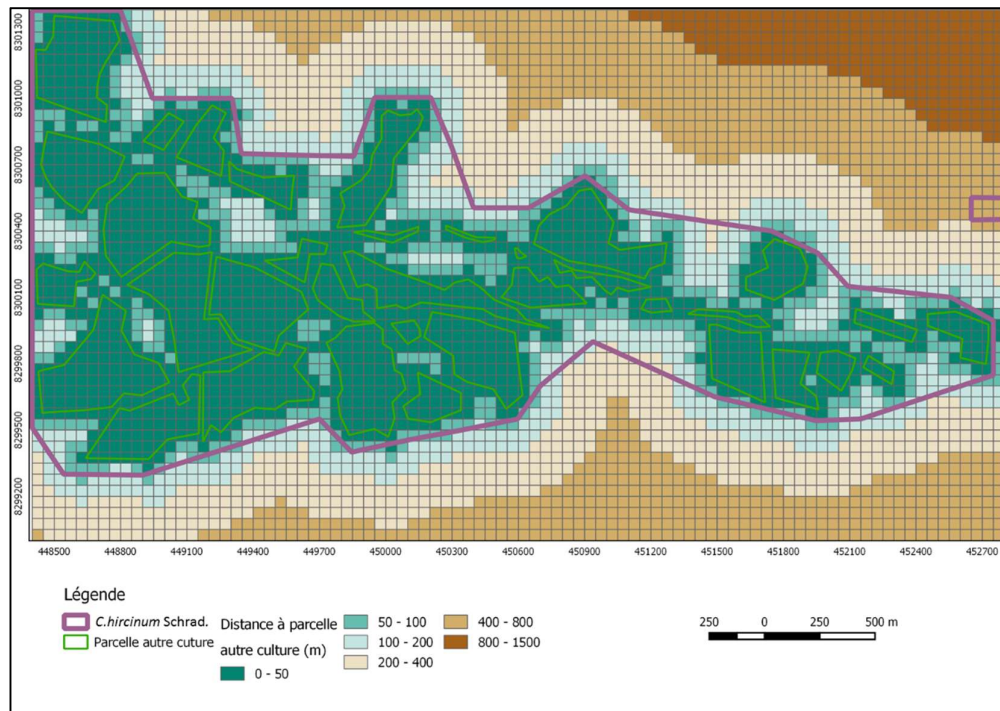 8301300
8301000
8300700
8300400
8300100
8299800
8299500
8299200
448500 448800 449100 449400 449700 450000 450300 450600 450900 451200 451500 451800 452100 452400 452700
Légende
C.hircinum Schrad.
Parcelle autre cuture
Distance à parcelle
autre culture (m)
0 - 50
50 - 100
100 - 200
200 - 400
400 - 800
800 - 1500
250 0 250 500 m